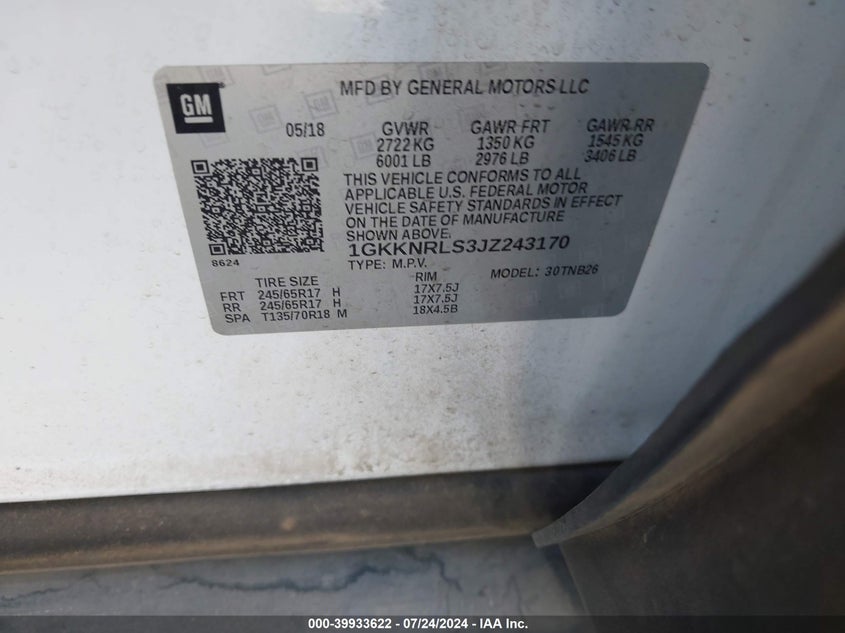 GM
MFD BY GENERAL MOTORS LLC
05/18 GVWR GAWR FRT GAWR RR
2722 KG 1350 KG 1545 KG
6001 LB 2976 LB 3406 LB
THIS VEHICLE CONFORMS TO ALL
APPLICABLE U.S. FEDERAL MOTOR
VEHICLE SAFETY STANDARDS IN EFFECT
ON THE DATE OF MANUFACTURE
SHOWN ABOVE.
8624 1GKKNRLS3JZ243170
TYPE: M.P.V. MODEL: 30TNB26
TIRE SIZE RIM
FRT 245/65R17 H 17X7.5J
RR 245/65R17 H 17X7.5J
SPA T135/70R18 M 18X4.5B
000-39933622 - 07/24/2024 - IAA Inc.